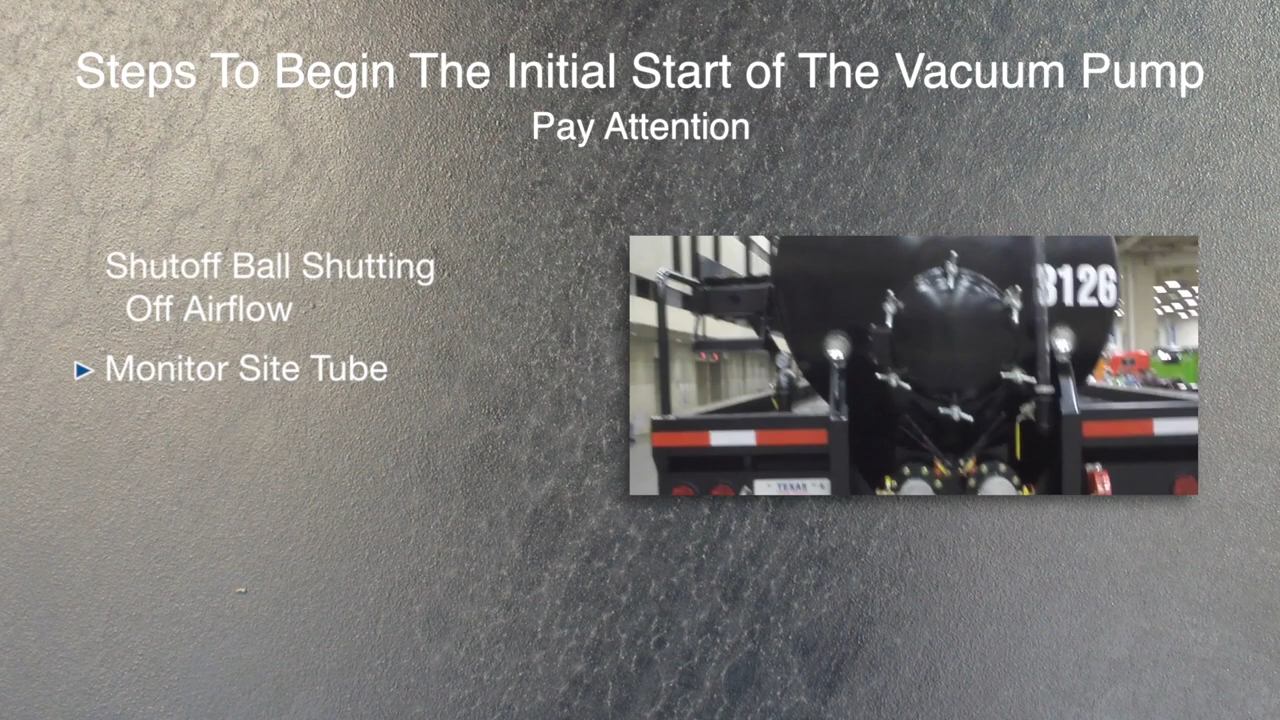 Steps To Begin The Initial Start of The Vacuum Pump
Pay Attention
Shutoff Ball Shutting
Off Airflow
Monitor Site Tube
3126
TEXAS